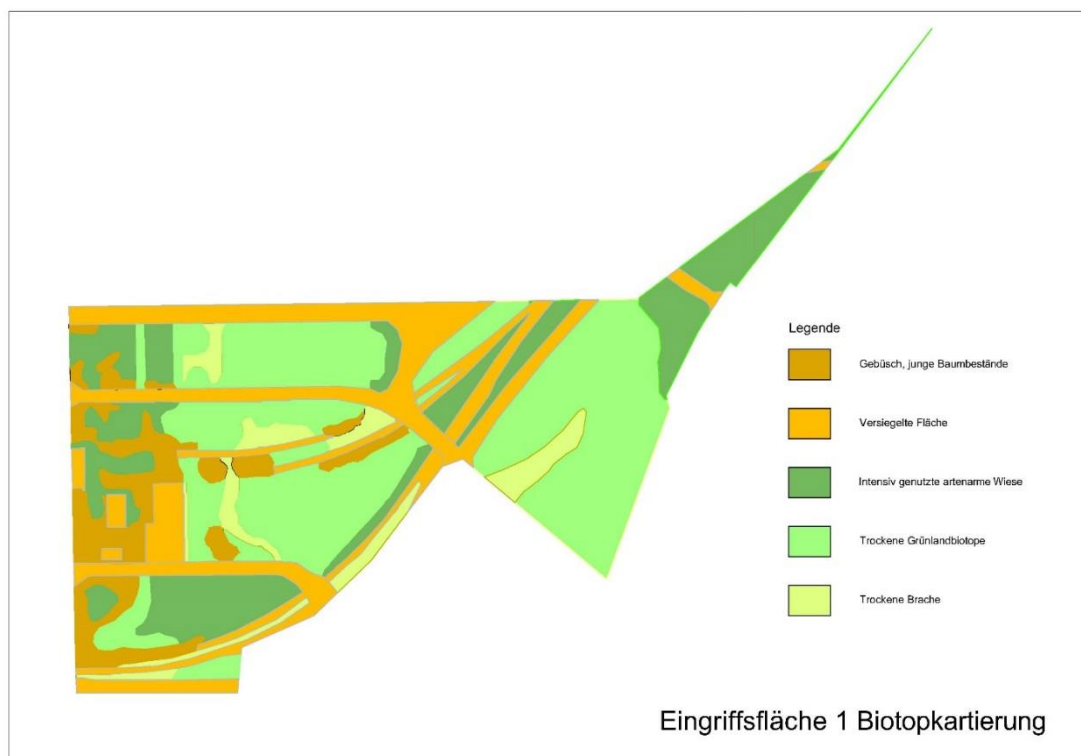 Legende
Gebüsch, junge Baumbestände
Versiegelte Fläche
Intensiv genutzte artenarme Wiese
Trockene Grünlandbiotope
Trockene Brache
Eingriffsfläche 1 Biotopkartierung